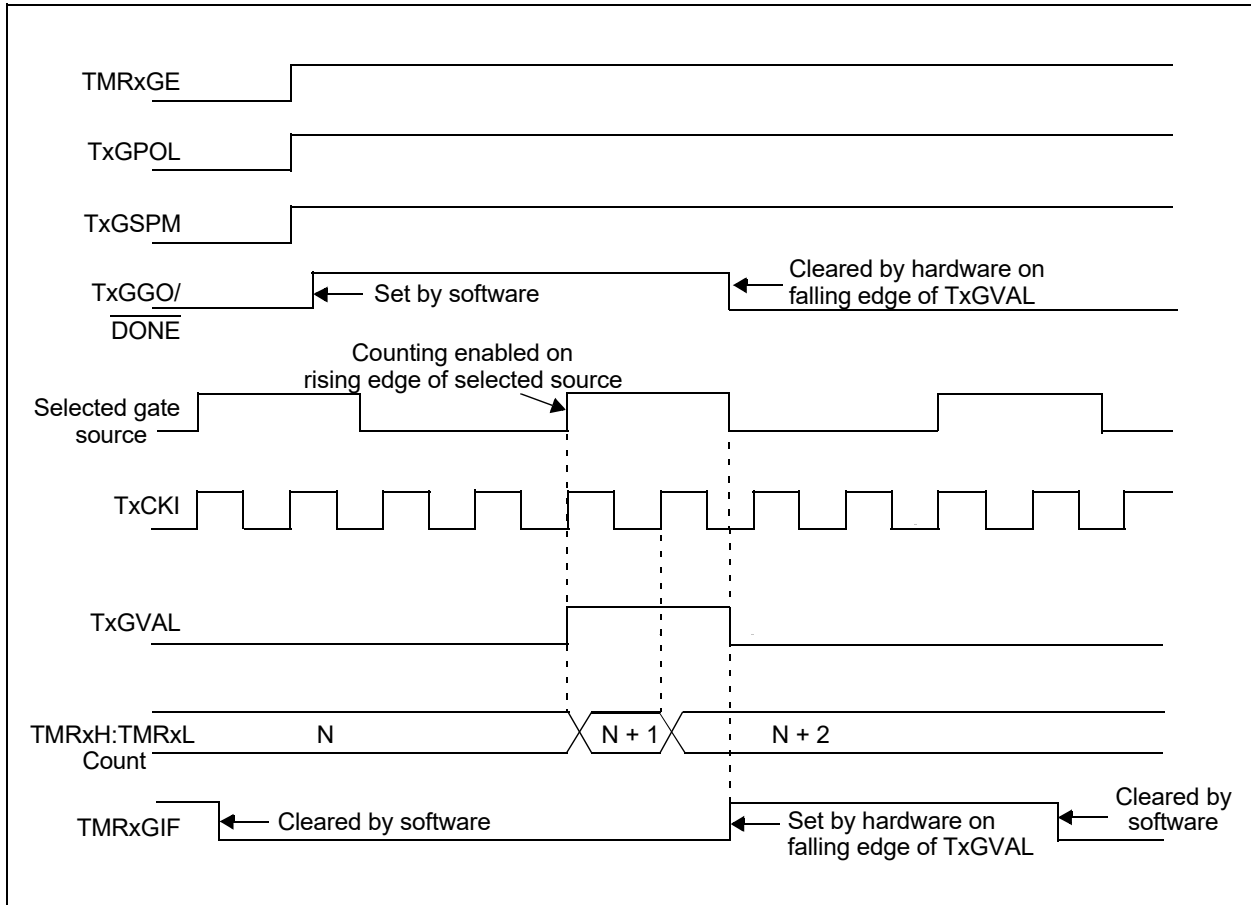 TMRxGE
TxGPOL
TxGSPM
TxGGO/
DONE
Set by software
Cleared by hardware on
falling edge of TxGVAL
Counting enabled on
rising edge of selected source
Selected gate
source
TxCKI
TxGVAL
TMRxH:TMRxL
Count
N
N + 1
N + 2
TMRxGIF
Cleared by software
Set by hardware on
falling edge of TxGVAL
Cleared by
software